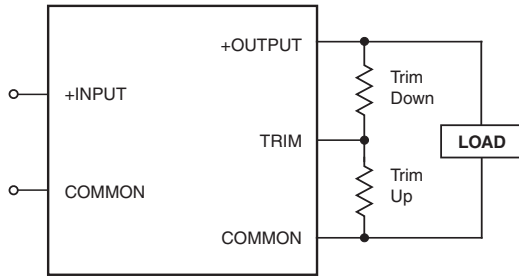 +OUTPUT
Trim
Down
+INPUT
TRIM
LOAD
Trim
Up
COMMON
COMMON